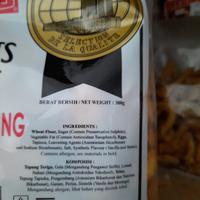 TS
SELECTION
DE LA QUALITE
BERAT BERSIH / NET WEIGHT : 300g
NG
INGREDIENTS :
Wheat Flour, Sugar (Contain Preservative Sulphite),
Vegetable Fat (Contain Antioxidant Tocopherol), Eggs,
Tapioca, Leavening Agents (Ammonium Bicarbonate
and Sodium Bicarbonate), Salt, Synthetic Flavour (Vanilla and
Contains allergen, see materials in bold.
KOMPOSISI :
Tepung Terigu, Gula (Mengandung Pengawet Sulfit), Lemak
Nabati (Mengandung Antioksidan Tokoferol), Telur,
Tepung Tapioka, Pengembang (Amonium Bikarbonat dan Natrium
Bikarbonat), Garam, Perisa, Sintetik (Vanila dan
Mengandung alergen, lihat bahan yang dicetak tebal.